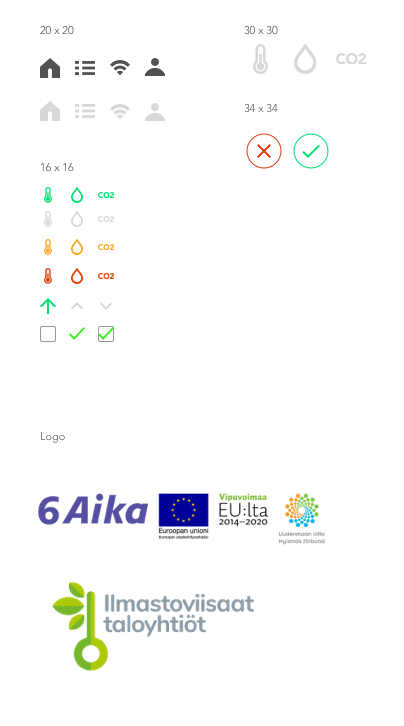 20 x 20
30 x 30
CO2
34 x 34
16 x 16
CO2
CO2
CO2
CO2
Logo
6Aika
Euroopan unioni
Euroopan aluekehitysrahasto
Vipuvoimaa
EU:lta
2014–2020
Uudenmaan liitto
Nylands förbund
Ilmastoviisaat
taloyhtiöt